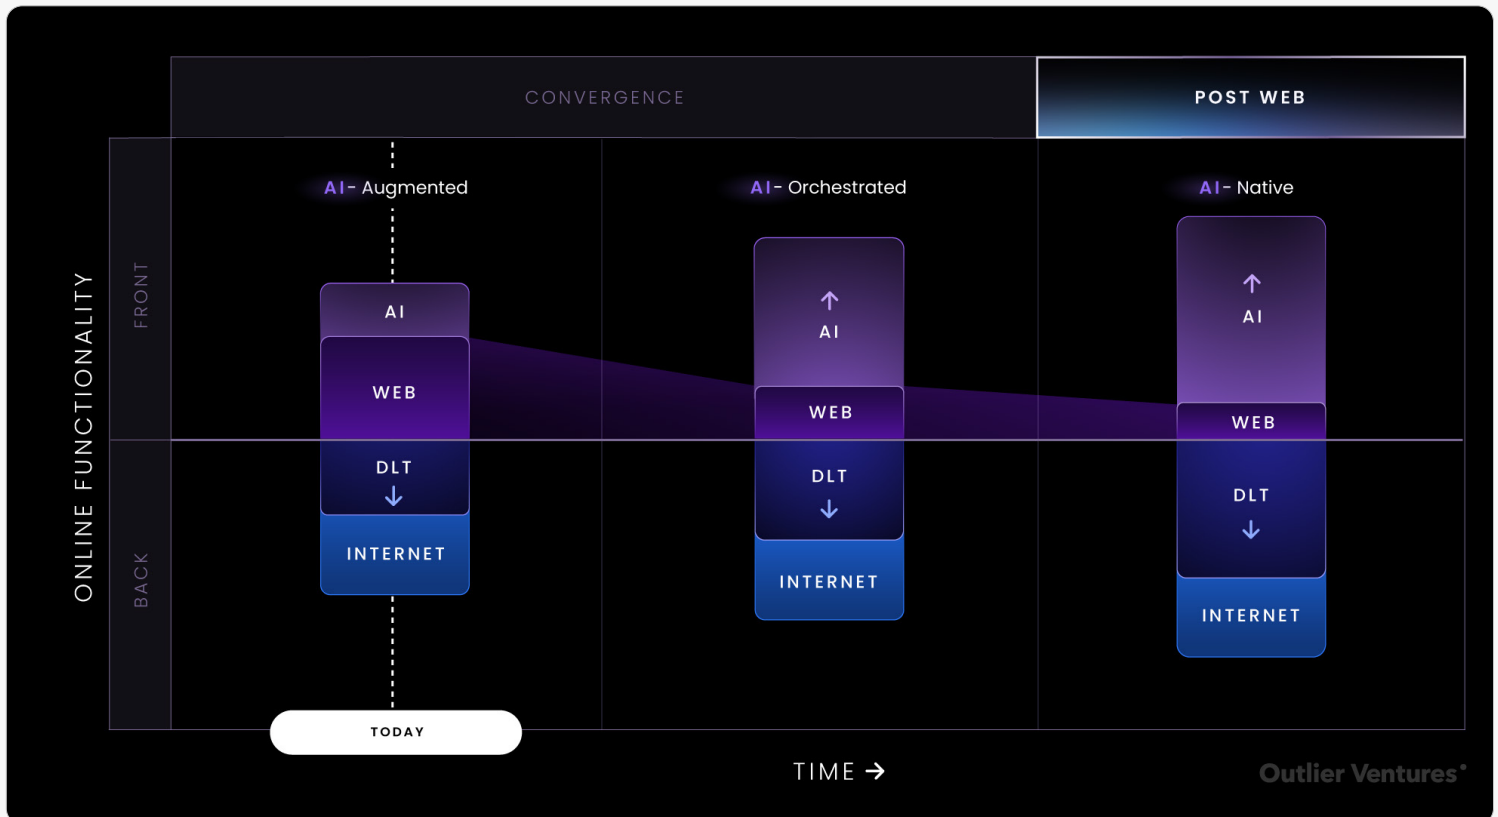 CONVERGENCE
POST WEB
AI- Augmented
AI- Orchestrated
AI- Native
ONLINE FUNCTIONALITY
FRONT
BACK
AI
WEB
DLT
INTERNET
AI
WEB
DLT
INTERNET
AI
WEB
DLT
INTERNET
TODAY
TIME →
Outlier Ventures